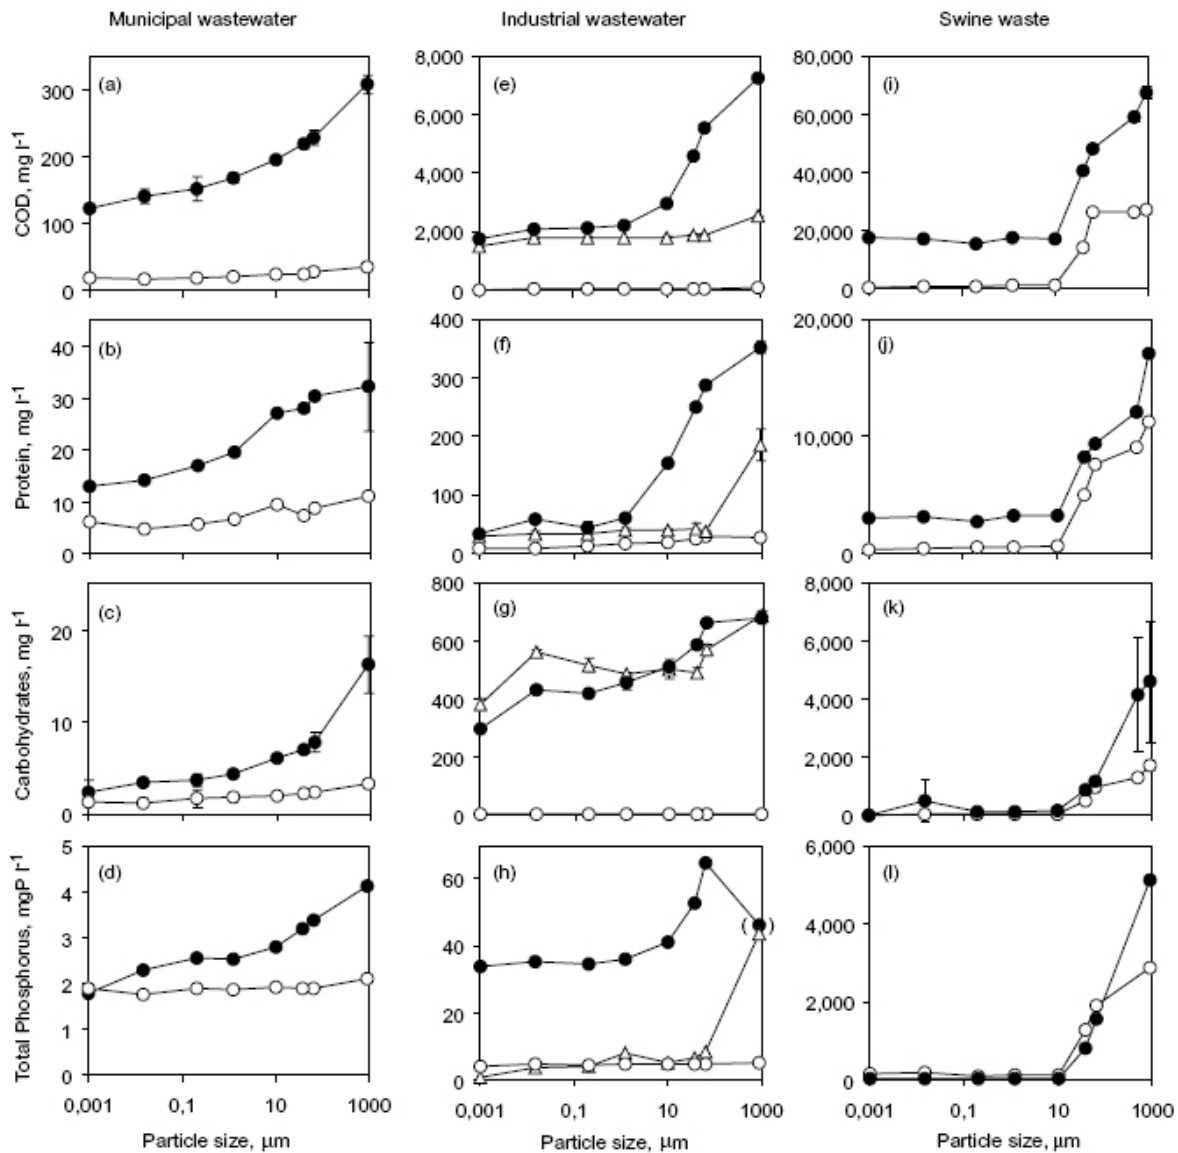 Municipal wastewater Industrial wastewater Swine waste
COD, mg l⁻¹
(a)
300
200
100
0
(e)
8,000
6,000
4,000
2,000
0
(i)
80,000
60,000
40,000
20,000
0
Protein, mg l⁻¹
(b)
40
30
20
10
0
(f)
400
300
200
100
0
(j)
20,000
10,000
0
Carbohydrates, mg l⁻¹
(c)
20
10
0
(g)
800
600
400
200
0
(k)
8,000
6,000
4,000
2,000
0
Total Phosphorus, mgP l⁻¹
(d)
5
4
3
2
1
0
(h)
60
40
20
0
( )
(l)
6,000
4,000
2,000
0
0,001 0,1 10 1000 0,001 0,1 10 1000 0,001 0,1 10 1000
Particle size, μm Particle size, μm Particle size, μm